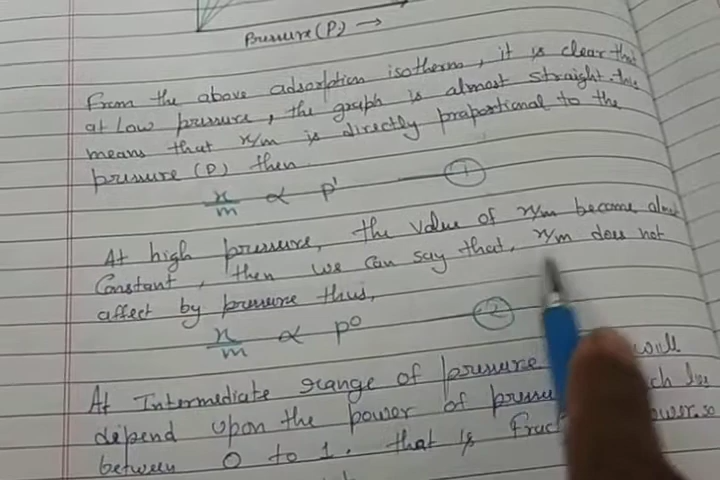 Pressure (P) →
From the above adsorption isotherm, it is clear that
at Low pressure, the graph is almost straight. this
means that x/m is directly proportional to the
pressure (P) then
x/m ∝ p¹ ①
At high pressure, the value of x/m become
Constant, then we can say that, x/m does not
affect by pressure thus,
x/m ∝ p⁰ ②
At Intermediate range of pressure will
depend upon the power of
between 0 to 1. that is